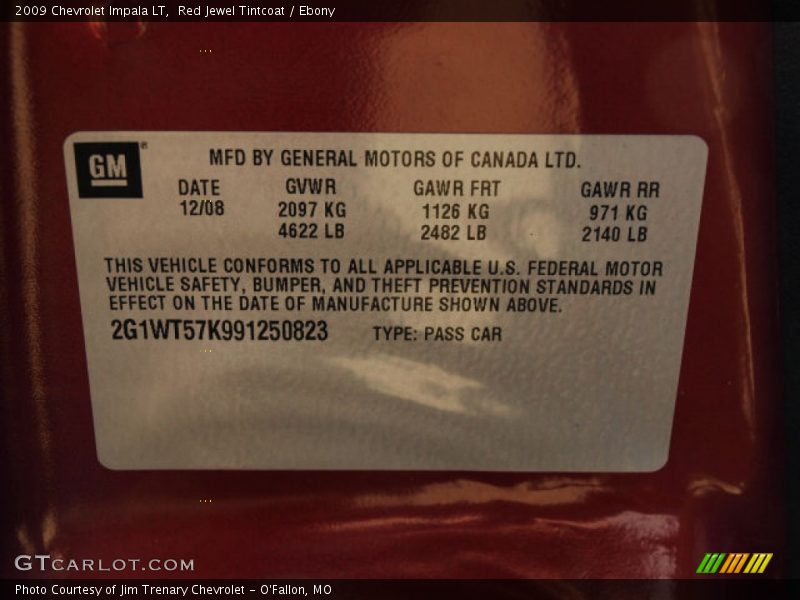 2009 Chevrolet Impala LT,  Red Jewel Tintcoat / Ebony
GM®
MFD BY GENERAL MOTORS OF CANADA LTD.
DATE GVWR GAWR FRT GAWR RR
12/08 2097 KG 1126 KG 971 KG
4622 LB 2482 LB 2140 LB
THIS VEHICLE CONFORMS TO ALL APPLICABLE U.S. FEDERAL MOTOR
VEHICLE SAFETY, BUMPER, AND THEFT PREVENTION STANDARDS IN
EFFECT ON THE DATE OF MANUFACTURE SHOWN ABOVE.
2G1WT57K991250823 TYPE: PASS CAR
GTCARLOT.COM
Photo Courtesy of Jim Trenary Chevrolet - O'Fallon, MO